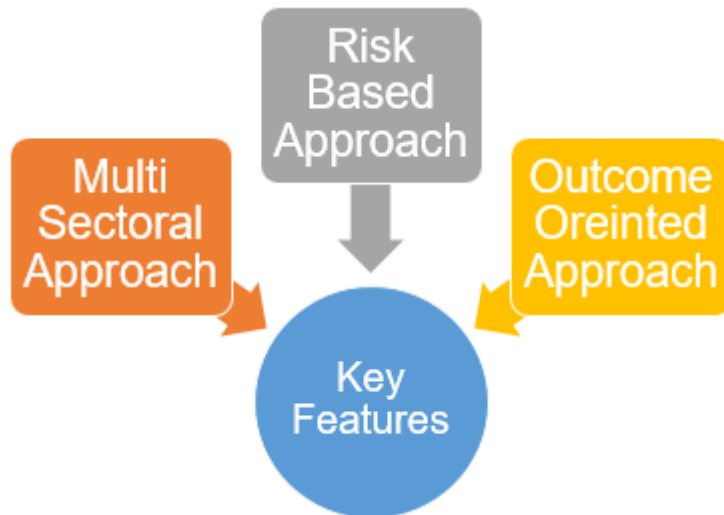 Risk
Based
Approach
Multi
Sectoral
Approach
Outcome
Oreinted
Approach
Key
Features